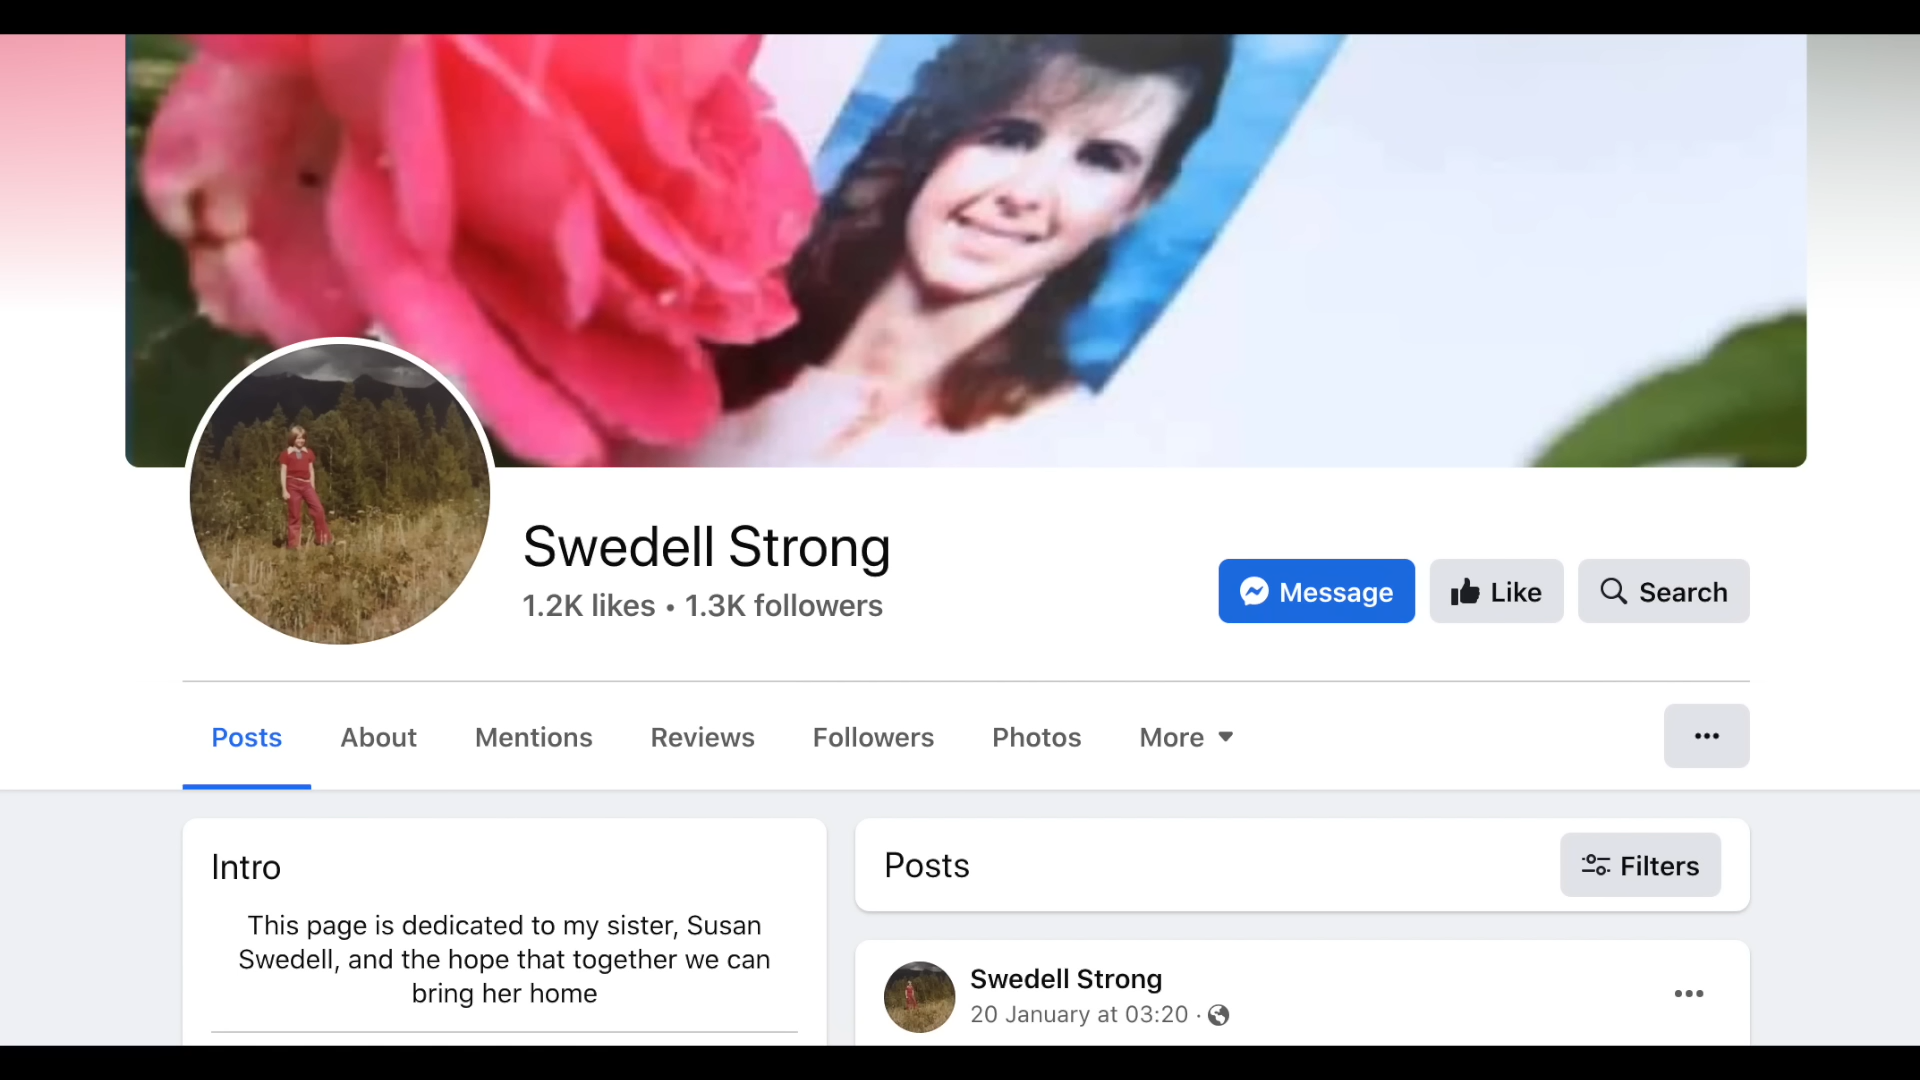 Swedell Strong
1.2K likes • 1.3K followers
Message
Like
Search
Posts
About
Mentions
Reviews
Followers
Photos
More
Intro
This page is dedicated to my sister, Susan
Swedell, and the hope that together we can
bring her home
Posts
Filters
Swedell Strong
20 January at 03:20 ·